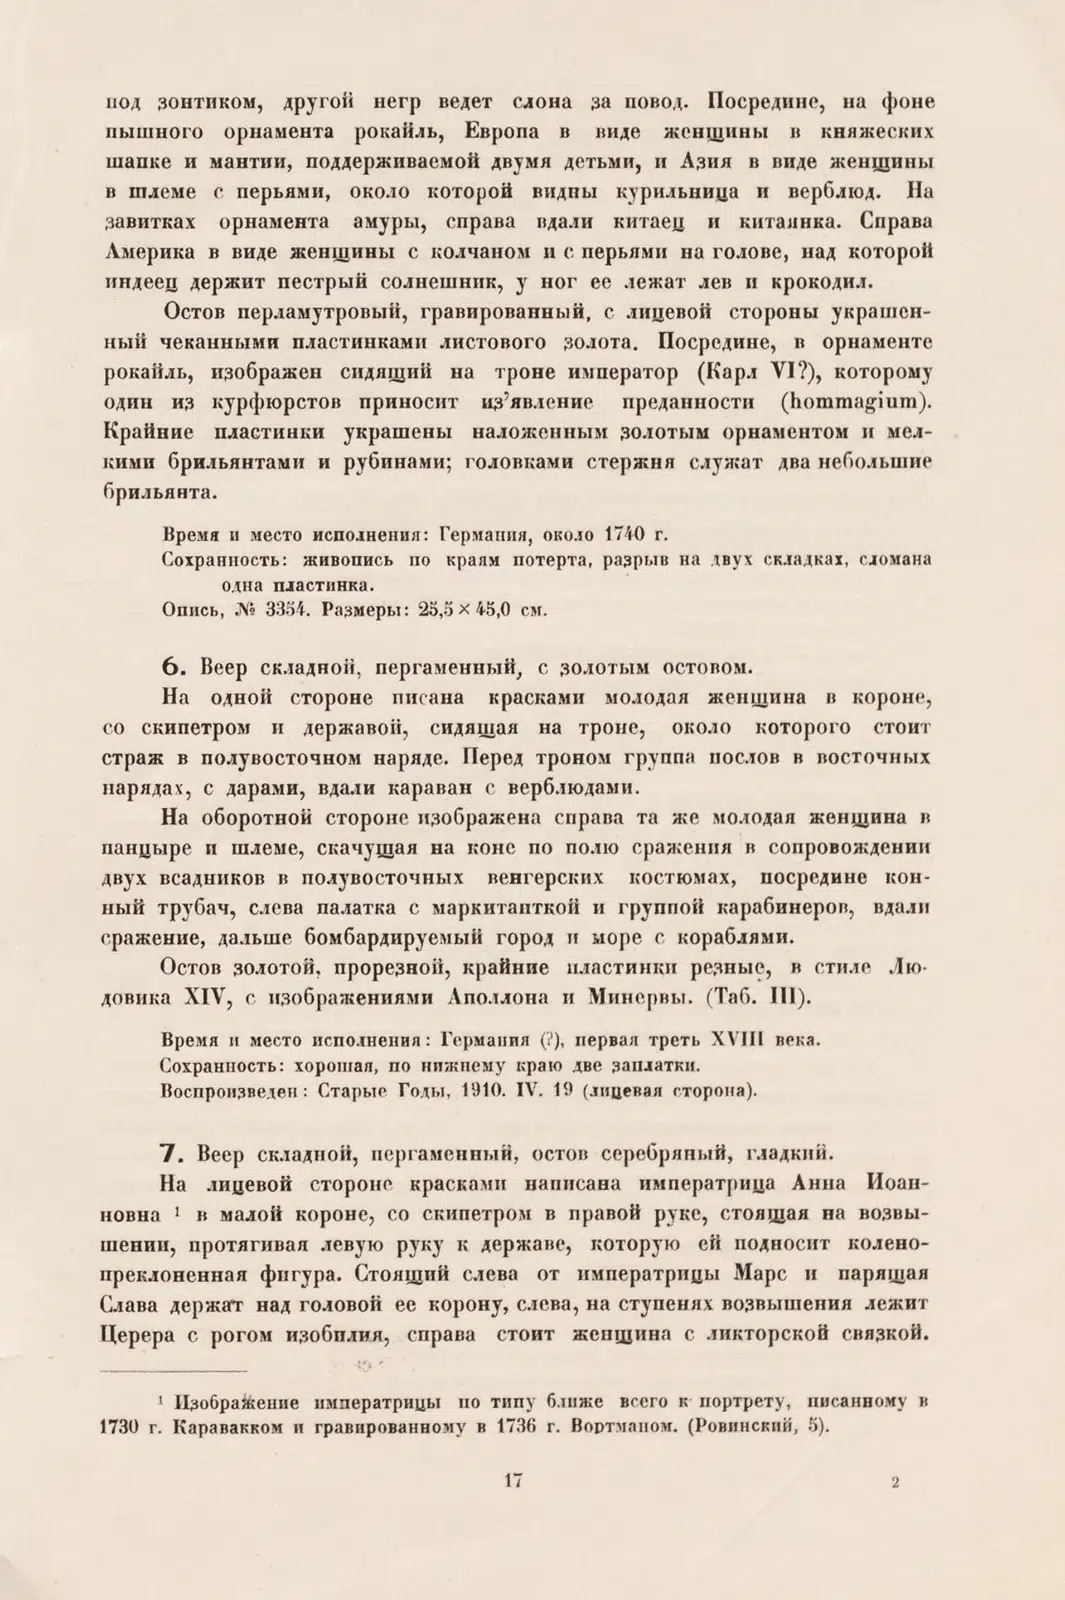 под зонтиком, другой негр ведет слона за повод. Посредине, на фоне
пышного орнамента рокайль, Европа в виде женщины в княжеских
шапке и мантии, поддерживаемой двумя детьми, и Азия в виде женщины
в шлеме с перьями, около которой видны курильница и верблюд. На
завитках орнамента амуры, справа вдали китаец и китаянка. Справа
Америка в виде женщины с колчаном и с перьями на голове, над которой
индеец держит пестрый солнешник, у ног ее лежат лев и крокодил.
Остов перламутровый, гравированный, с лицевой стороны украшен-
ный чеканными пластинками листового золота. Посредине, в орнаменте
рокайль, изображен сидящий на троне император (Карл VI?), которому
один из курфюрстов приносит из’явление преданности (hommagium).
Крайние пластинки украшены наложенным золотым орнаментом и мел-
кими брильянтами и рубинами; головками стержня служат два небольшие
брильянта.
Время и место исполнения: Германия, около 1740 г.
Сохранность: живопись по краям потерта, разрыв на двух складках, сломана
одна пластинка.
Опись, № 3354. Размеры: 25,5 × 45,0 см.
6. Веер складной, пергаменный, с золотым остовом.
На одной стороне писана красками молодая женщина в короне,
со скипетром и державой, сидящая на троне, около которого стоит
страж в полувосточном наряде. Перед троном группа послов в восточных
нарядах, с дарами, вдали караван с верблюдами.
На оборотной стороне изображена справа та же молодая женщина в
панцыре и шлеме, скачущая на коне по полю сражения в сопровождении
двух всадников в полувосточных венгерских костюмах, посредине кон-
ный трубач, слева палатка с маркитанткой и группой карабинеров, вдали
сражение, дальше бомбардируемый город и море с кораблями.
Остов золотой, прорезной, крайние пластинки резные, в стиле Лю-
довика XIV, с изображениями Аполлона и Минервы. (Таб. III).
Время и место исполнения: Германия (?), первая треть XVIII века.
Сохранность: хорошая, по нижнему краю две заплатки.
Воспроизведен: Старые Годы, 1910. IV. 19 (лицевая сторона).
7. Веер складной, пергаменный, остов серебряный, гладкий.
На лицевой стороне красками написана императрица Анна Иоан-
новна ¹ в малой короне, со скипетром в правой руке, стоящая на возвы-
шении, протягивая левую руку к державе, которую ей подносит колено-
преклоненная фигура. Стоящий слева от императрицы Марс и парящая
Слава держат над головой ее корону, слева, на ступенях возвышения лежит
Церера с рогом изобилия, справа стоит женщина с ликторской связкой.
¹ Изображение императрицы по типу ближе всего к портрету, писанному в
1730 г. Каравакком и гравированному в 1736 г. Вортманом. (Ровинский, 5).
17 2